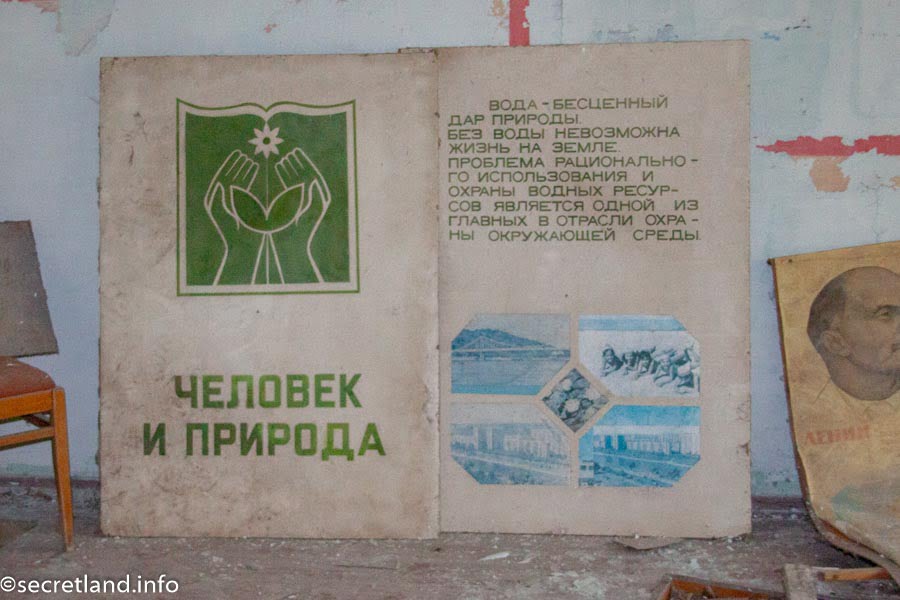 ЧЕЛОВЕК
И ПРИРОДА
ВОДА - БЕСЦЕННЫЙ
ДАР ПРИРОДЫ.
БЕЗ ВОДЫ НЕВОЗМОЖНА
ЖИЗНЬ НА ЗЕМЛЕ.
ПРОБЛЕМА РАЦИОНАЛЬНО-
ГО ИСПОЛЬЗОВАНИЯ И
ОХРАНЫ ВОДНЫХ РЕСУР-
СОВ ЯВЛЯЕТСЯ ОДНОЙ ИЗ
ГЛАВНЫХ В ОТРАСЛИ ОХРА-
НЫ ОКРУЖАЮЩЕЙ СРЕДЫ.
ЛЕНИН
©secretland.info